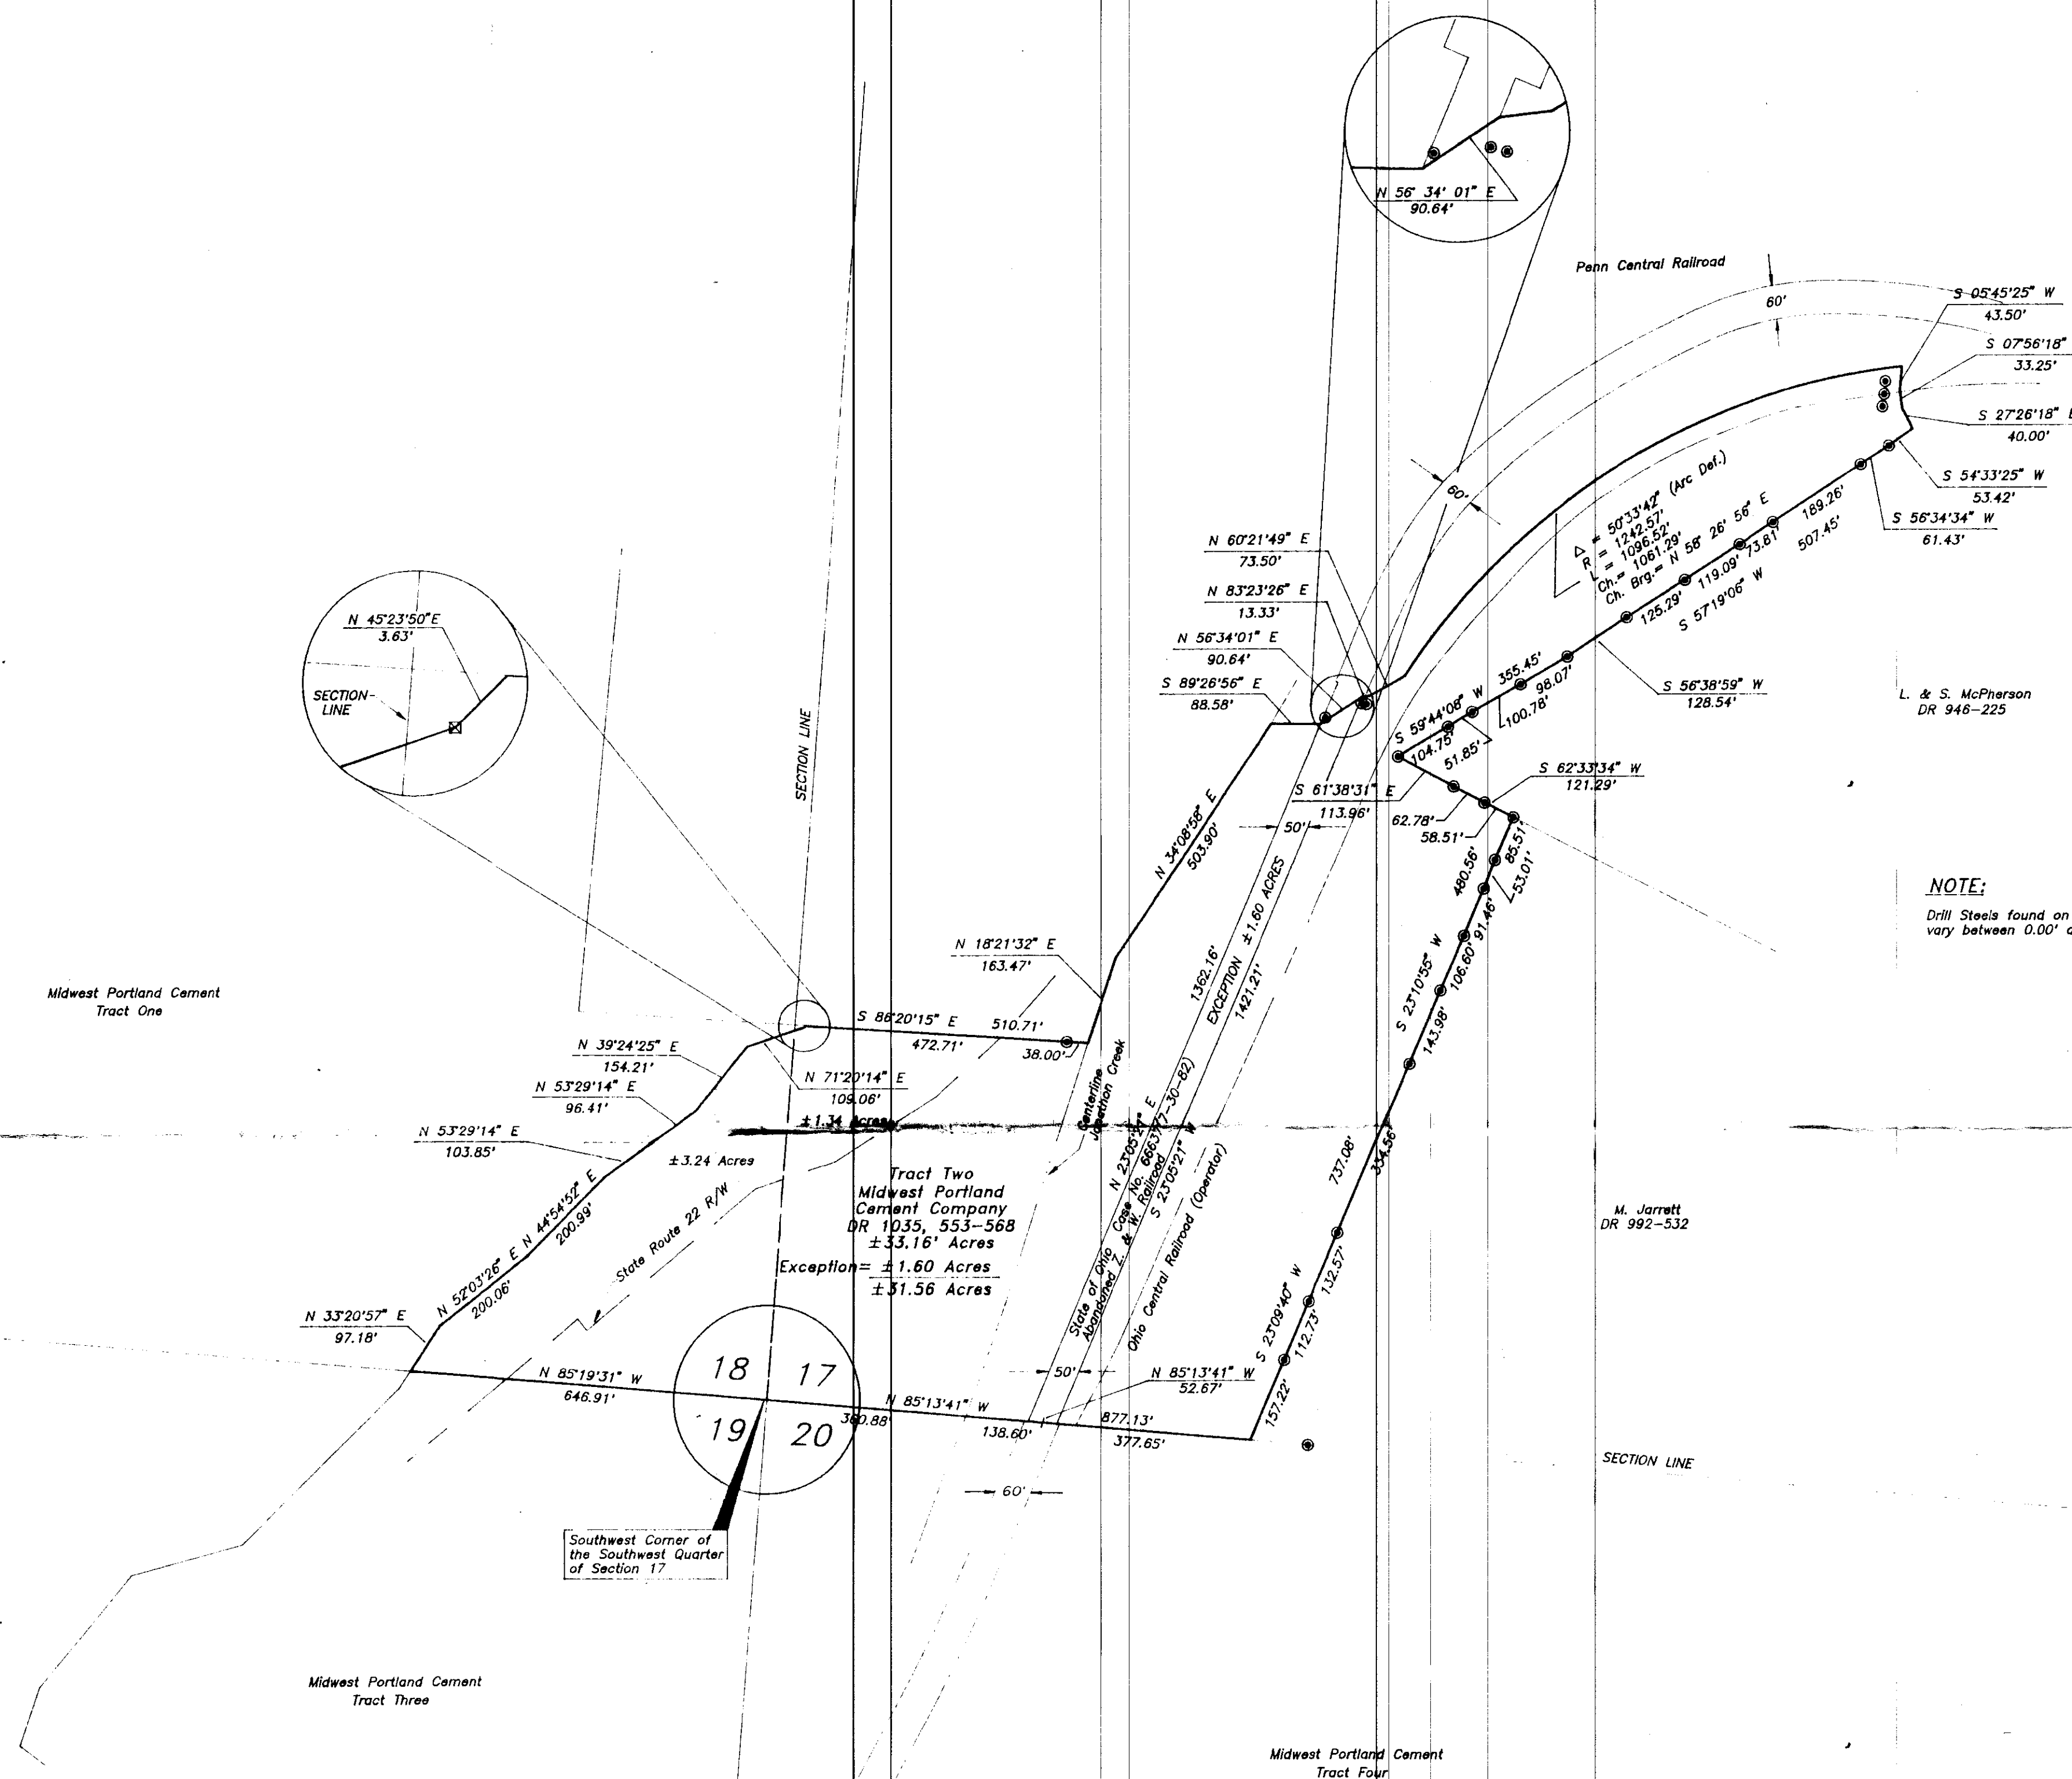 N 56° 34' 01" E
90.64'
Penn Central Railroad
60'
S 05°45'25" W
43.50'
S 07°56'18"
33.25'
S 27°26'18"
40.00'
S 54°33'25" W
53.42'
S 56°34'34" W
61.43'
60'
Δ = 50°33'42" (Arc Def.)
R = 1242.57'
L = 1096.52'
Ch.= 1061.29'
Ch. Brg.= N 58° 26' 56" E
189.26'
507.45'
73.81'
119.09'
125.29'
S 57°19'06" W
N 60°21'49" E
73.50'
N 83°23'26" E
13.33'
N 56°34'01" E
90.64'
S 89°26'56" E
88.58'
N 45°23'50" E
3.63'
SECTION-
LINE
SECTION LINE
355.45'
98.07'
S 59°44'08" W
100.78'
104.75'
51.85'
S 56°38'59" W
128.54'
L. & S. McPherson
DR 946-225
S 62°33'34" W
121.29'
S 61°38'31" E
113.96'
62.78'
58.51'
50'
N 34°08'58" E
503.90'
85.51'
53.01'
480.56'
91.46'
106.60'
S 23°10'55" W
143.98'
NOTE:
Drill Steels found on
vary between 0.00'
1362.16'
EXCEPTION ±1.60 ACRES
1421.21'
N 18°21'32" E
163.47'
Midwest Portland Cement
Tract One
S 86°20'15" E
510.71'
472.71'
38.00'
N 39°24'25" E
154.21'
N 71°20'14" E
109.06'
N 53°29'14" E
96.41'
N 53°29'14" E
103.85'
±1.34 Acres
±3.24 Acres
Centerline
Jonathon Creek
N 23°05'21" E
State of Ohio Case No. 666377-30-82)
Abandoned Z. & W. Railroad
S 23°05'21" W
Ohio Central Railroad (Operator)
737.08'
334.56'
Tract Two
Midwest Portland
Cement Company
DR 1035, 553-568
±33.16' Acres
Exception= ±1.60 Acres
±31.56 Acres
M. Jarrett
DR 992-532
N 44°54'52" E
200.99'
State Route 22 R/W
N 52°03'26" E
200.06'
N 33°20'57" E
97.18'
132.57'
S 23°09'40" W
112.73'
157.22'
N 85°19'31" W
646.91'
18
17
19
20
N 85°13'41" W
360.88'
138.60'
50'
N 85°13'41" W
52.67'
877.13'
377.65'
60'
SECTION LINE
Southwest Corner of
the Southwest Quarter
of Section 17
Midwest Portland Cement
Tract Three
Midwest Portland Cement
Tract Four